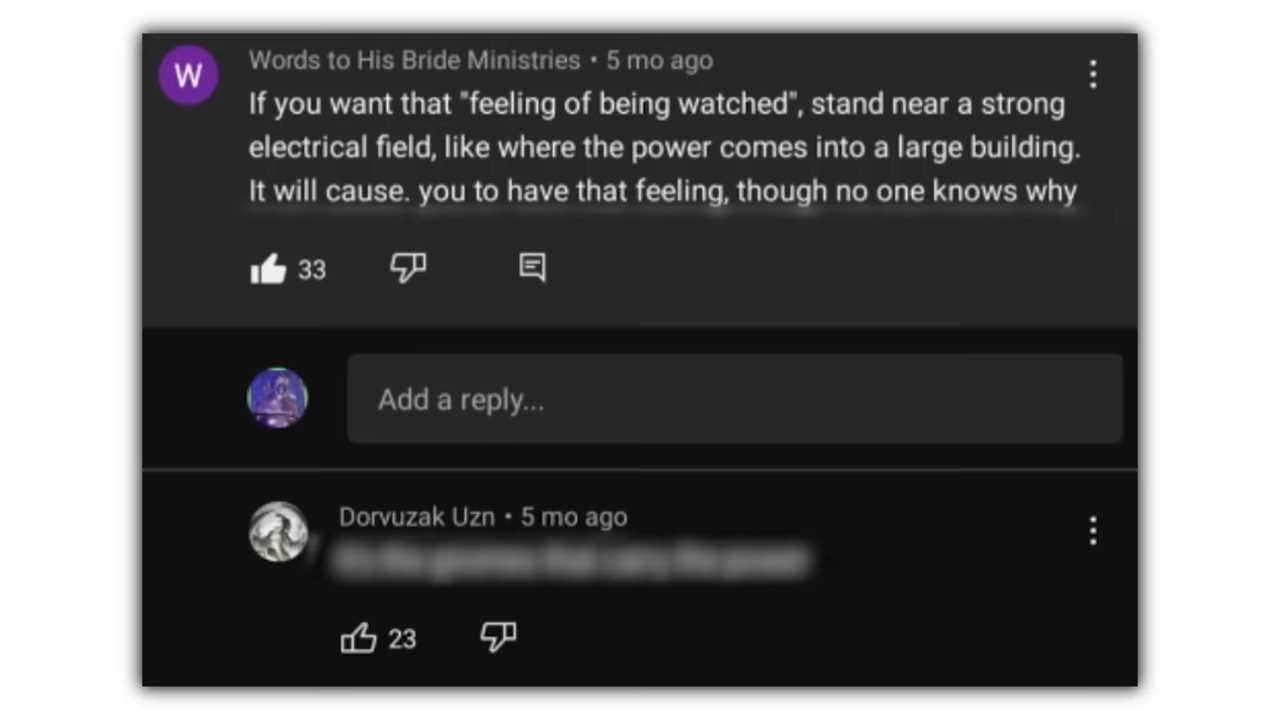 W
Words to His Bride Ministries • 5 mo ago
If you want that "feeling of being watched", stand near a strong
electrical field, like where the power comes into a large building.
It will cause. you to have that feeling, though no one knows why
33
Add a reply...
Dorvuzak Uzn • 5 mo ago
23